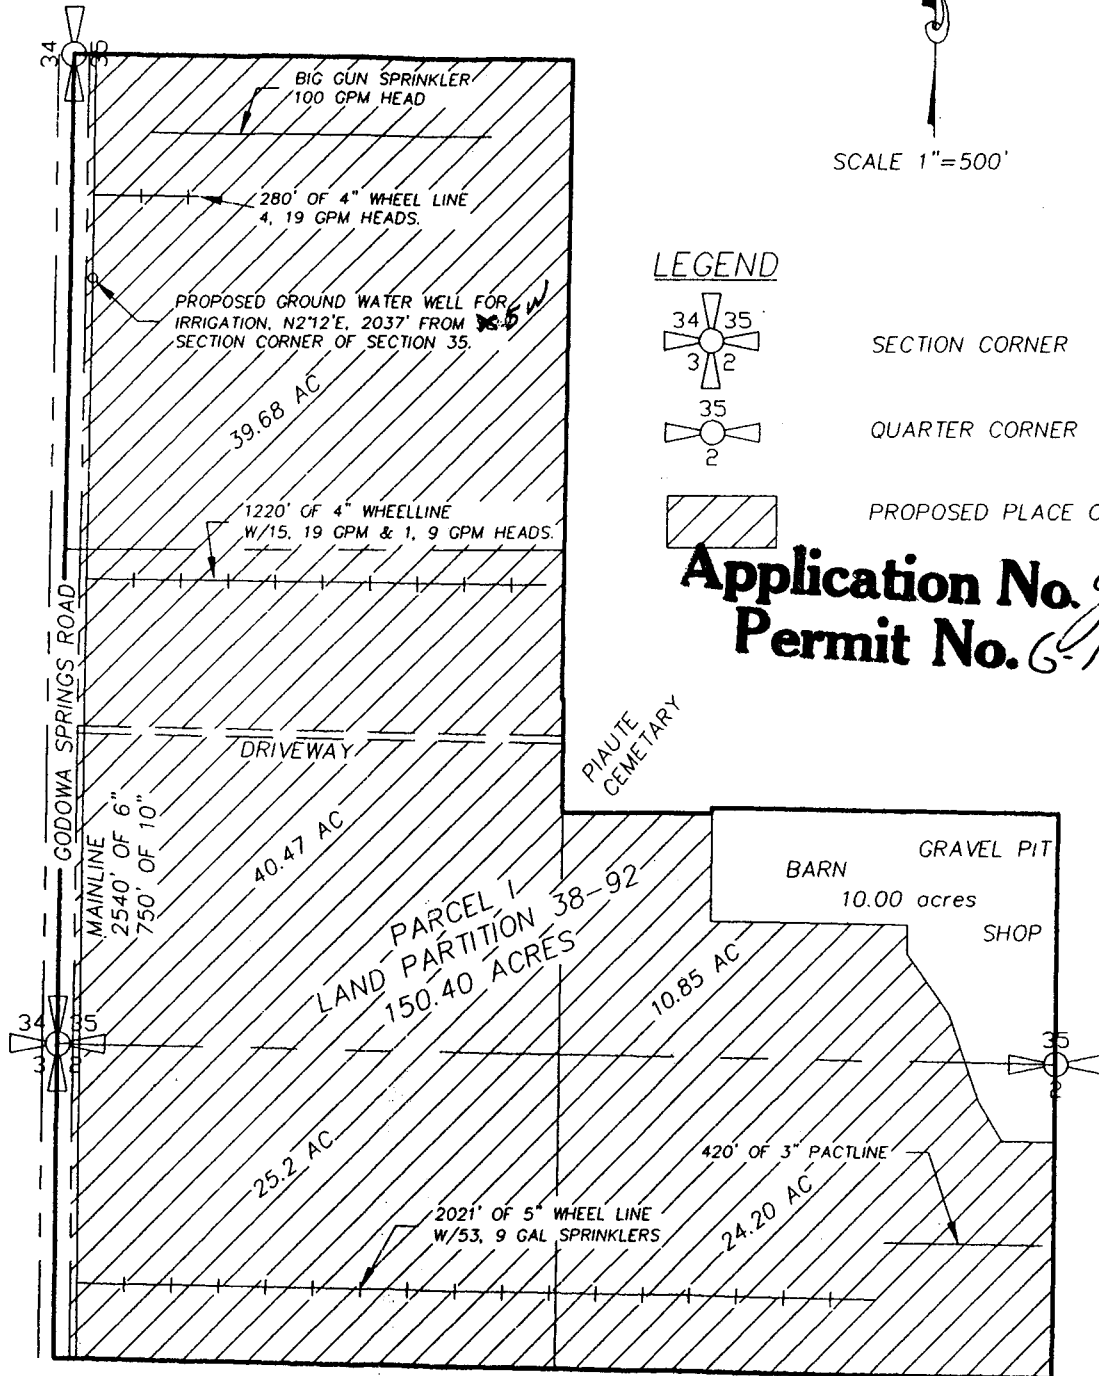 34 35
BIG GUN SPRINKLER
100 GPM HEAD
SCALE 1"=500'
280' OF 4" WHEEL LINE
4, 19 GPM HEADS.
LEGEND
34 35
3 2
SECTION CORNER
35
2
QUARTER CORNER
PROPOSED PLACE
PROPOSED GROUND WATER WELL FOR
IRRIGATION, N2°12'E, 2037' FROM SW
SECTION CORNER OF SECTION 35.
39.68 AC
1220' OF 4" WHEELLINE
W/15, 19 GPM & 1, 9 GPM HEADS.
Application No.
Permit No. G-1
GODOWA SPRINGS ROAD
DRIVEWAY
PIAUTE
CEMETARY
MAINLINE
2540' OF 6"
750' OF 10"
40.47 AC
PARCEL I
LAND PARTITION 38-92
150.40 ACRES
BARN
GRAVEL PIT
10.00 acres
SHOP
10.85 AC
34 35
3 2
35
2
25.2 AC
420' OF 3" PACTLINE
24.20 AC
2021' OF 5" WHEEL LINE
W/53, 9 GAL SPRINKLERS